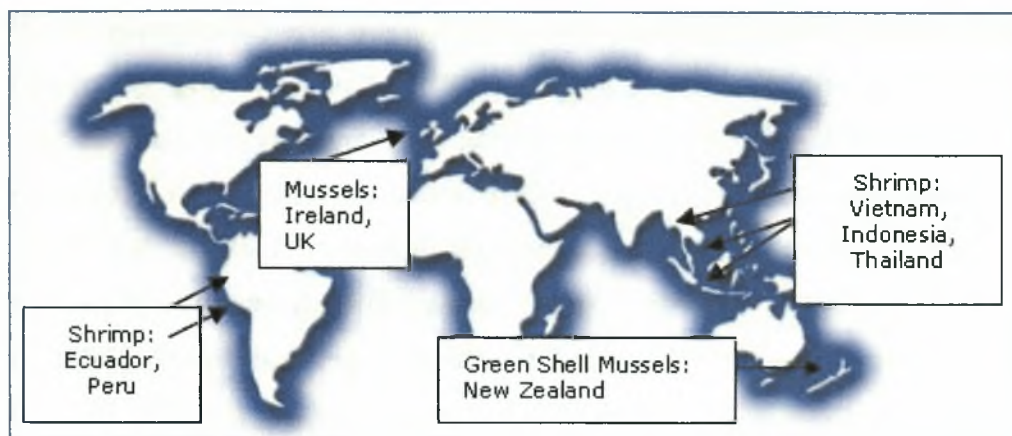 Mussels:
Ireland,
UK
Shrimp:
Vietnam,
Indonesia,
Thailand
Shrimp:
Ecuador,
Peru
Green Shell Mussels:
New Zealand